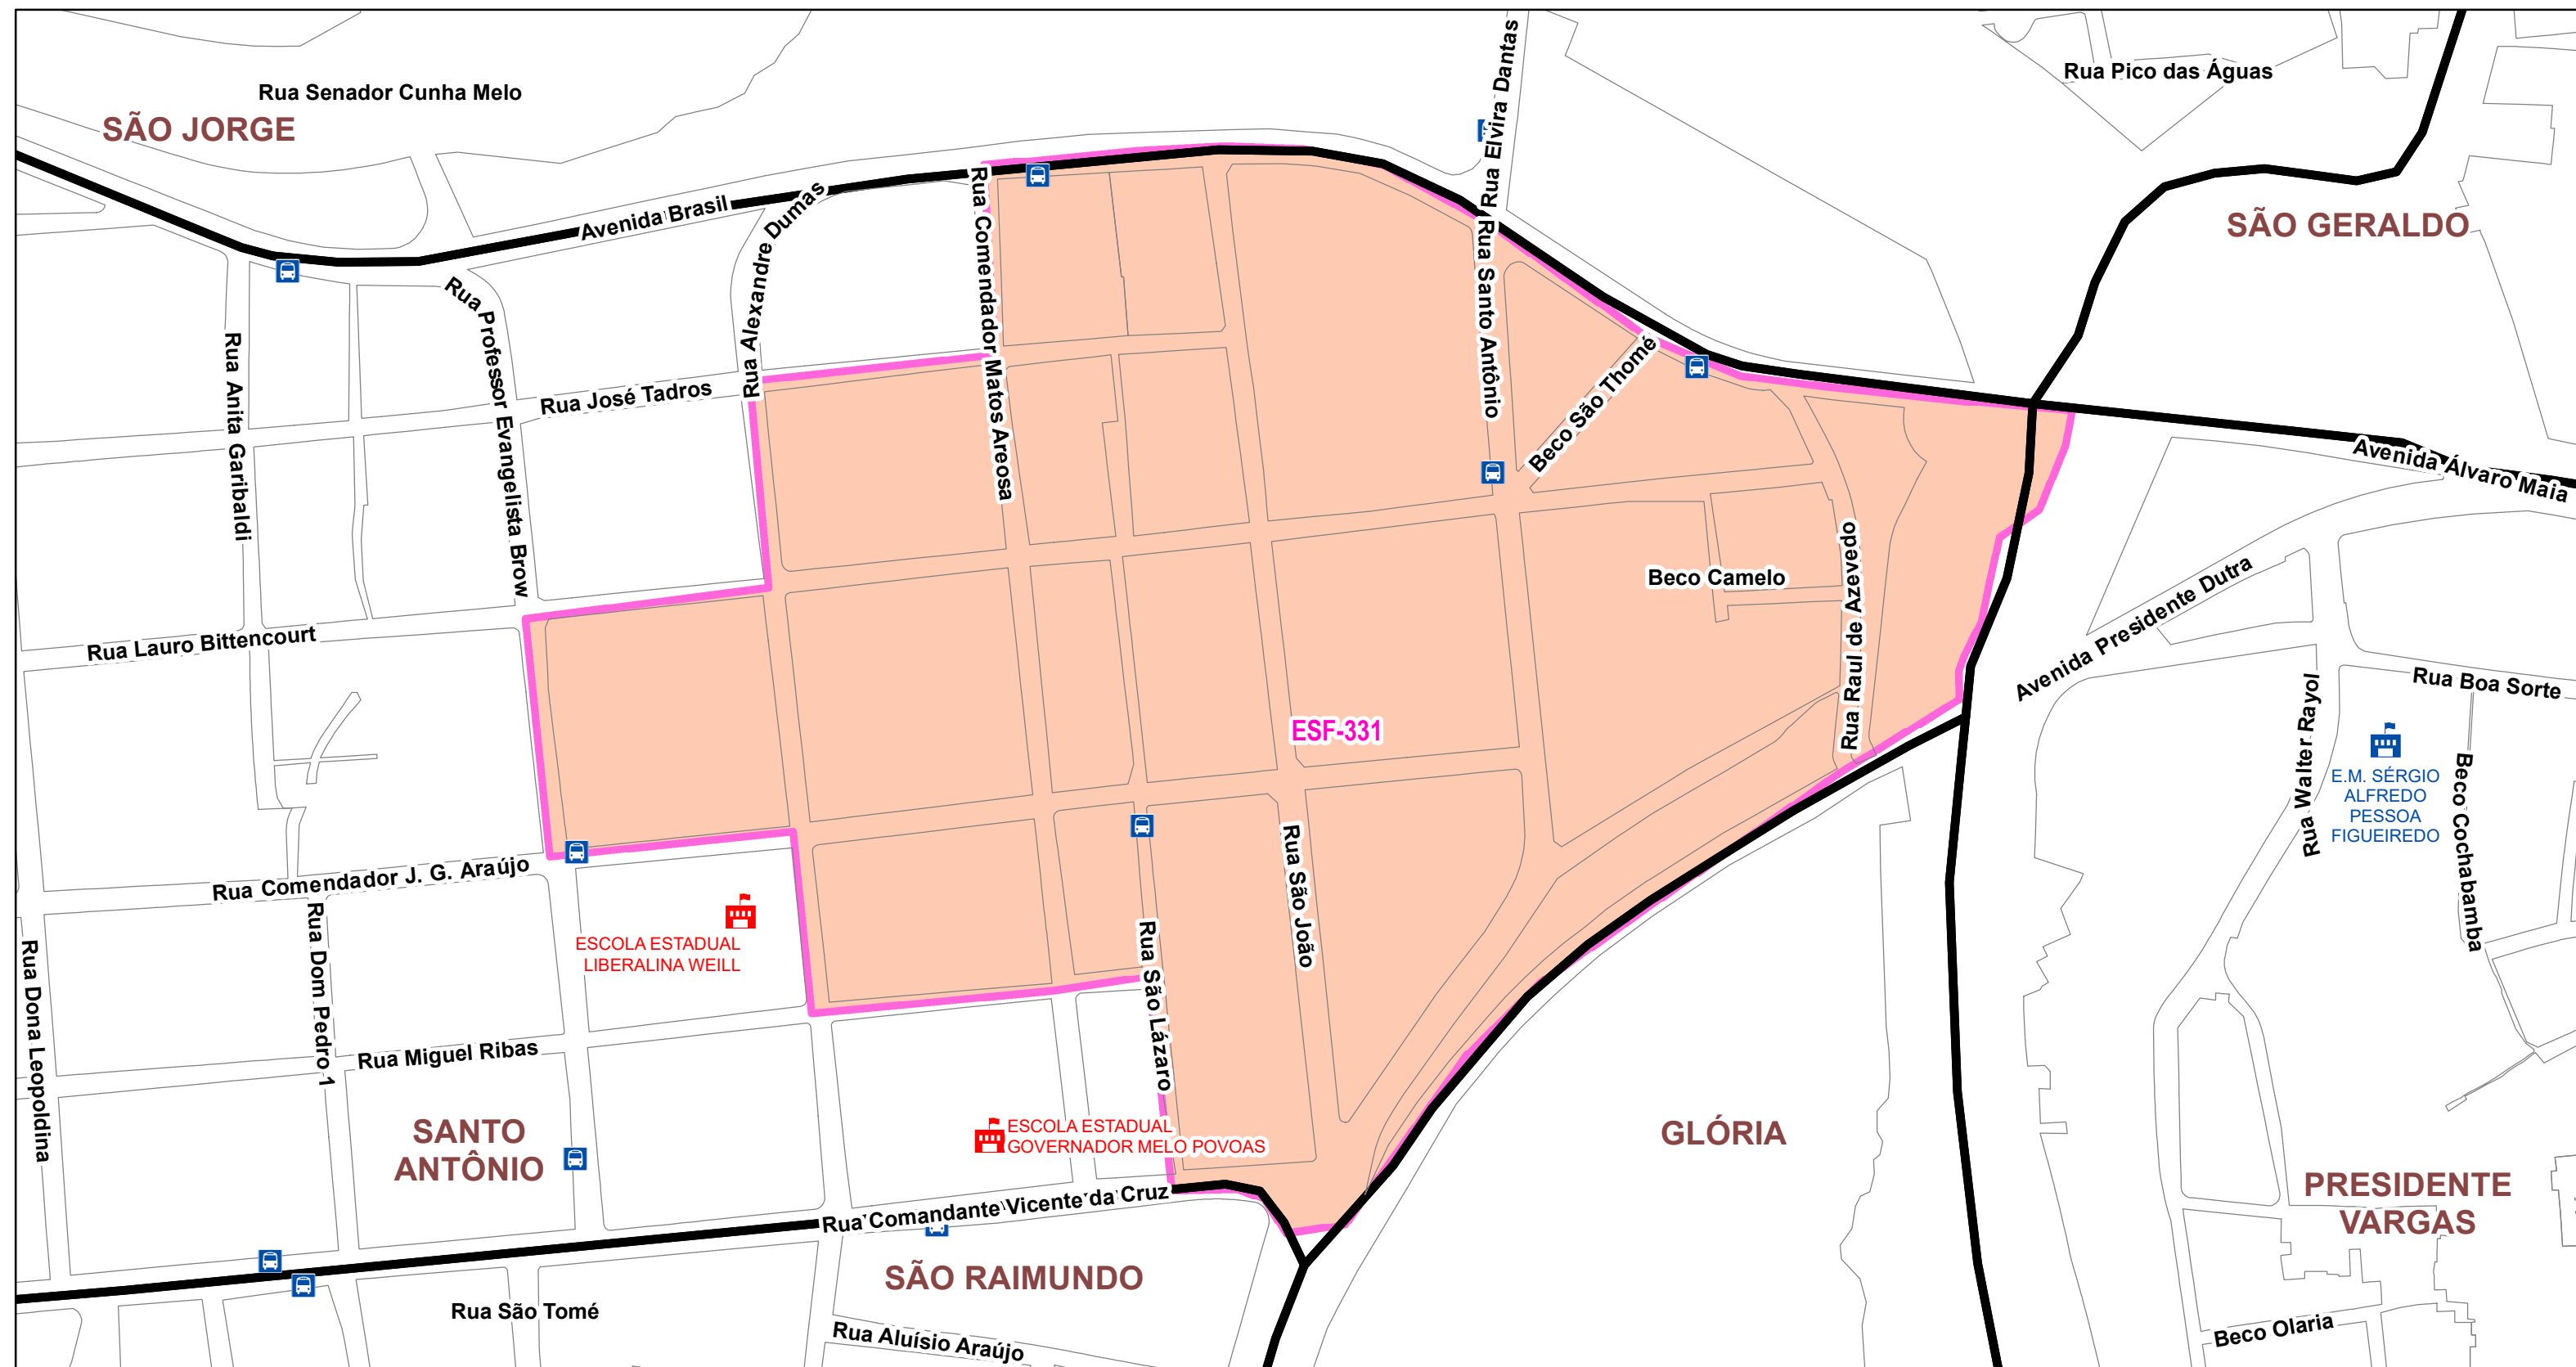 Rua Senador Cunha Melo
SÃO JORGE
Rua Elvira Dantas
Rua Pico das Águas
SÃO GERALDO
Avenida Brasil
Rua Alexandre Dumas
Rua Comendador Matos Areosa
Rua Santo Antônio
Rua Professor Evangelista Brow
Rua Anita Garibaldi
Rua José Tadros
Beco São Thomé
Avenida Álvaro Maia
Beco Camelo
Rua Raul de Azevedo
Avenida Presidente Dutra
Rua Lauro Bittencourt
Rua Boa Sorte
Rua Walter Rayol
ESF-331
E.M. SÉRGIO
ALFREDO
PESSOA
FIGUEIREDO
Beco Cochabamba
Rua Comendador J. G. Araújo
Rua São João
Rua Dom Pedro 1
Rua Dona Leopoldina
ESCOLA ESTADUAL
LIBERALINA WEILL
Rua São Lázaro
Rua Miguel Ribas
SANTO
ANTÔNIO
ESCOLA ESTADUAL
GOVERNADOR MELO POVOAS
GLÓRIA
PRESIDENTE
VARGAS
Rua Comandante Vicente da Cruz
SÃO RAIMUNDO
Rua São Tomé
Rua Aluísio Araújo
Beco Olaria